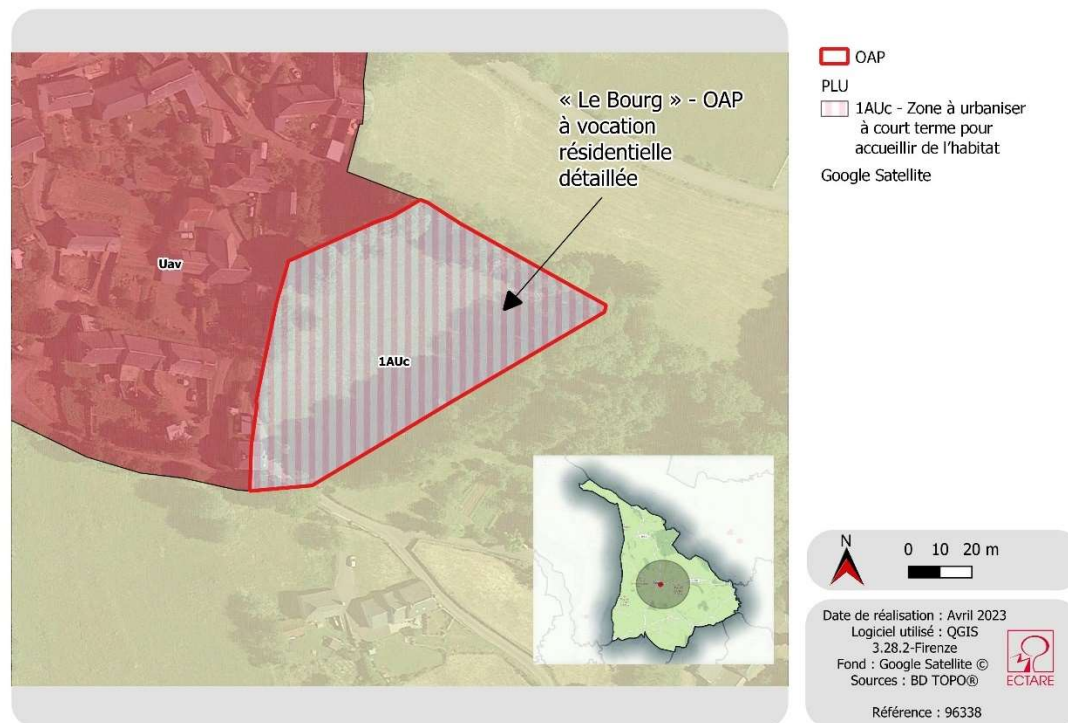 « Le Bourg » - OAP
à vocation
résidentielle
détaillée
Uav
1AUc
OAP
PLU
1AUc - Zone à urbaniser
à court terme pour
accueillir de l'habitat
Google Satellite
N
0 10 20 m
Date de réalisation : Avril 2023
Logiciel utilisé : QGIS
3.28.2-Firenze
Fond : Google Satellite ©
Sources : BD TOPO®
ECTARE
Référence : 96338